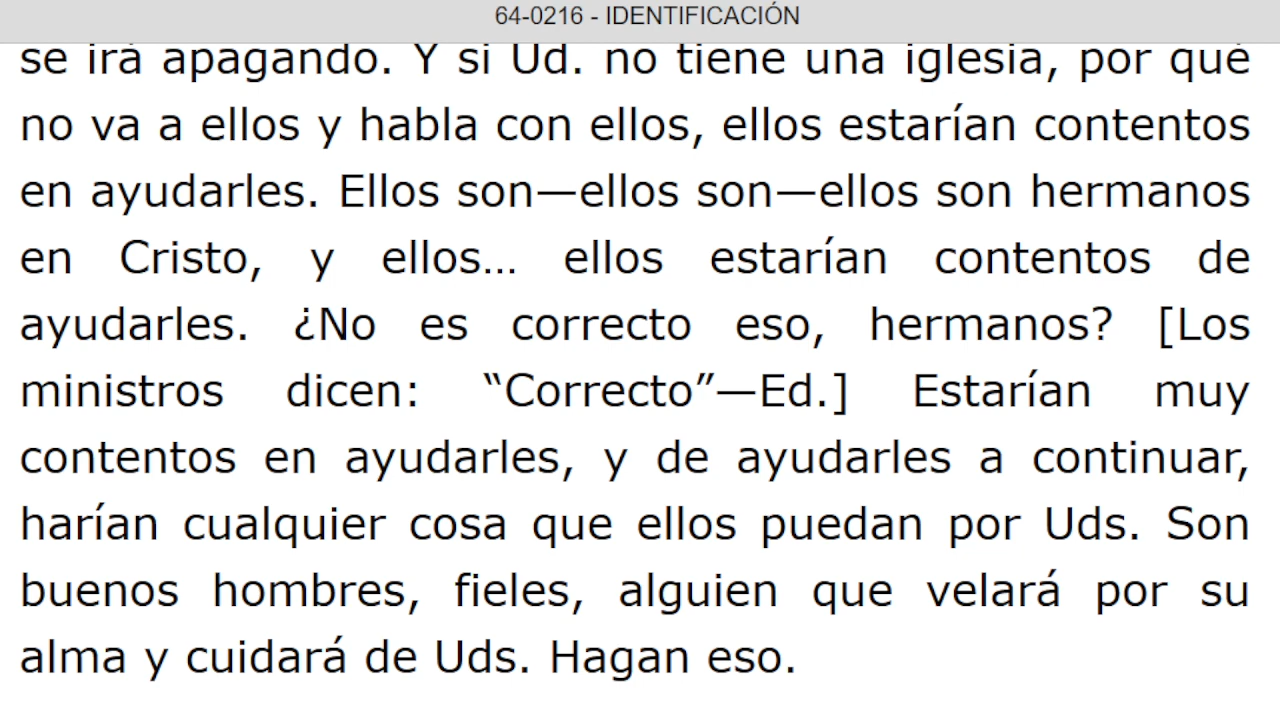 64-0216 - IDENTIFICACIÓN
se irá apagando. Y si Ud. no tiene una iglesia, por qué
no va a ellos y habla con ellos, ellos estarían contentos
en ayudarles. Ellos son—ellos son—ellos son hermanos
en Cristo, y ellos... ellos estarían contentos de
ayudarles. ¿No es correcto eso, hermanos? [Los
ministros dicen: “Correcto”—Ed.] Estarían muy
contentos en ayudarles, y de ayudarles a continuar,
harían cualquier cosa que ellos puedan por Uds. Son
buenos hombres, fieles, alguien que velará por su
alma y cuidará de Uds. Hagan eso.